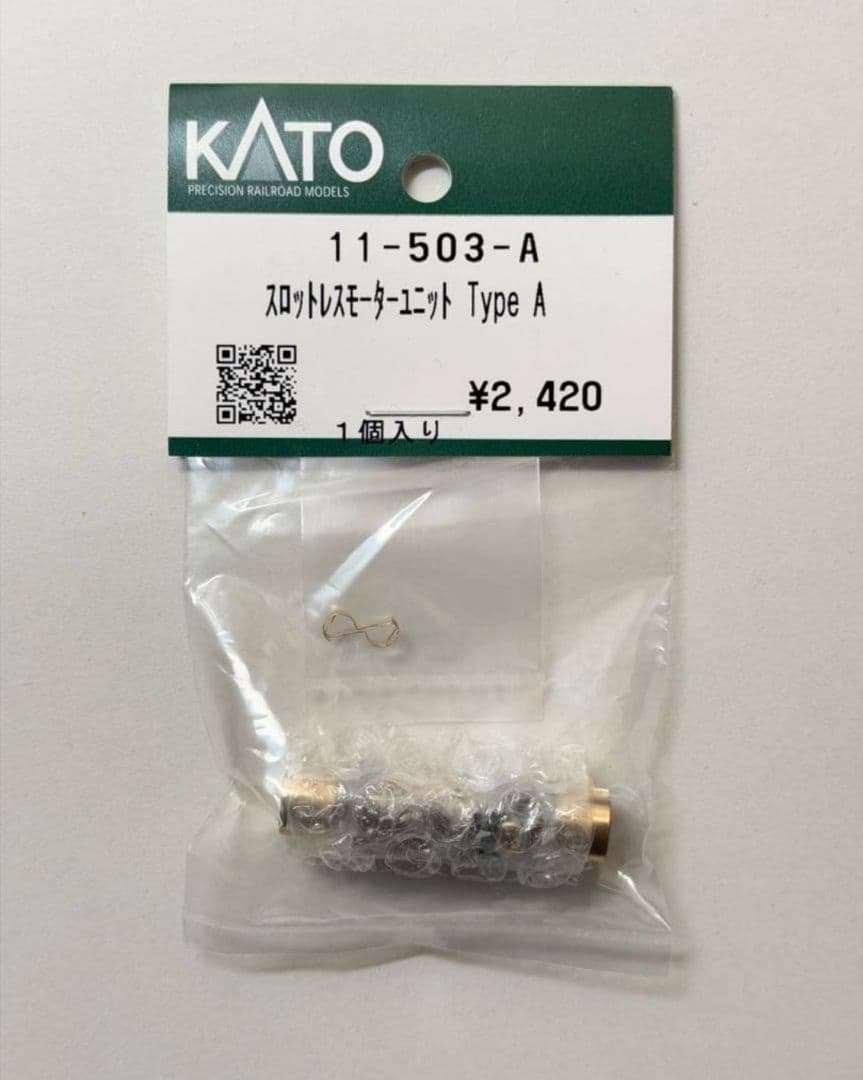 KATO
PRECISION RAILROAD MODELS
11-503-A
スロットレスモーターユニット Type A
¥2,420
1個入り